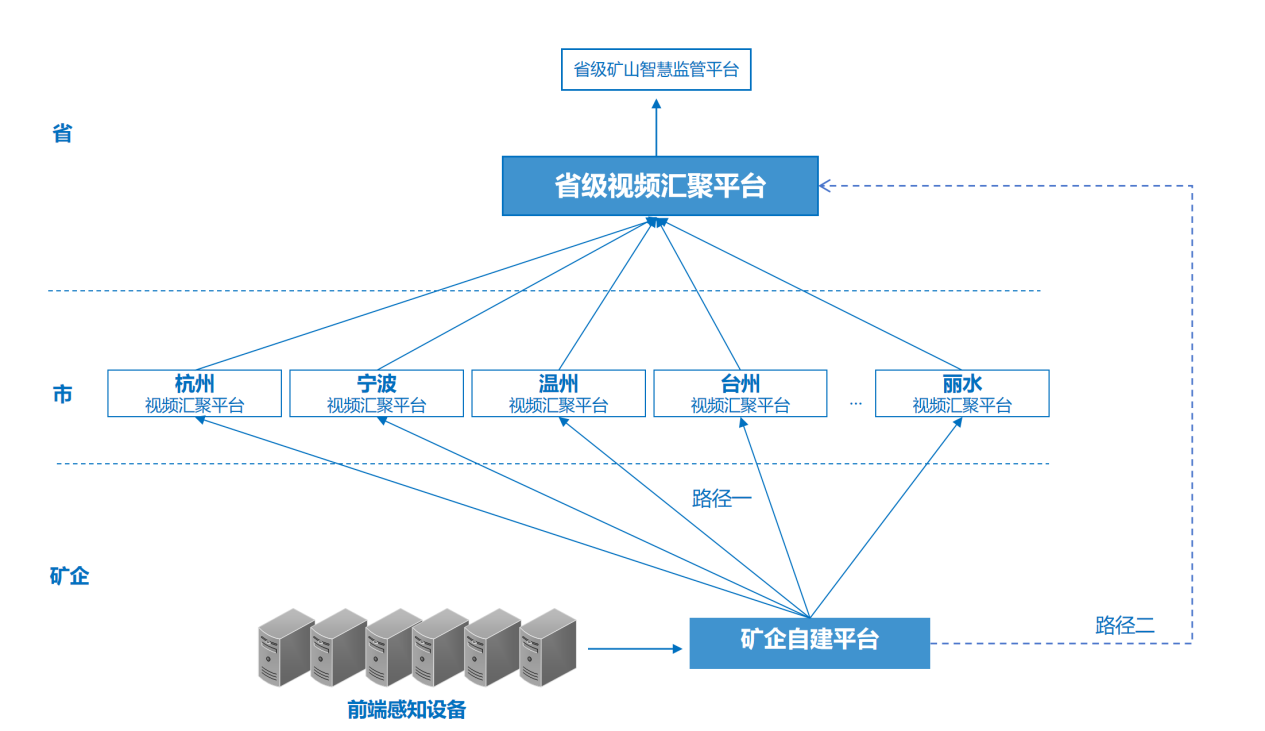 省级矿山智慧监管平台
省
省级视频汇聚平台
市
杭州
视频汇聚平台
宁波
视频汇聚平台
温州
视频汇聚平台
台州
视频汇聚平台
...
丽水
视频汇聚平台
路径一
矿企
路径二
矿企自建平台
前端感知设备